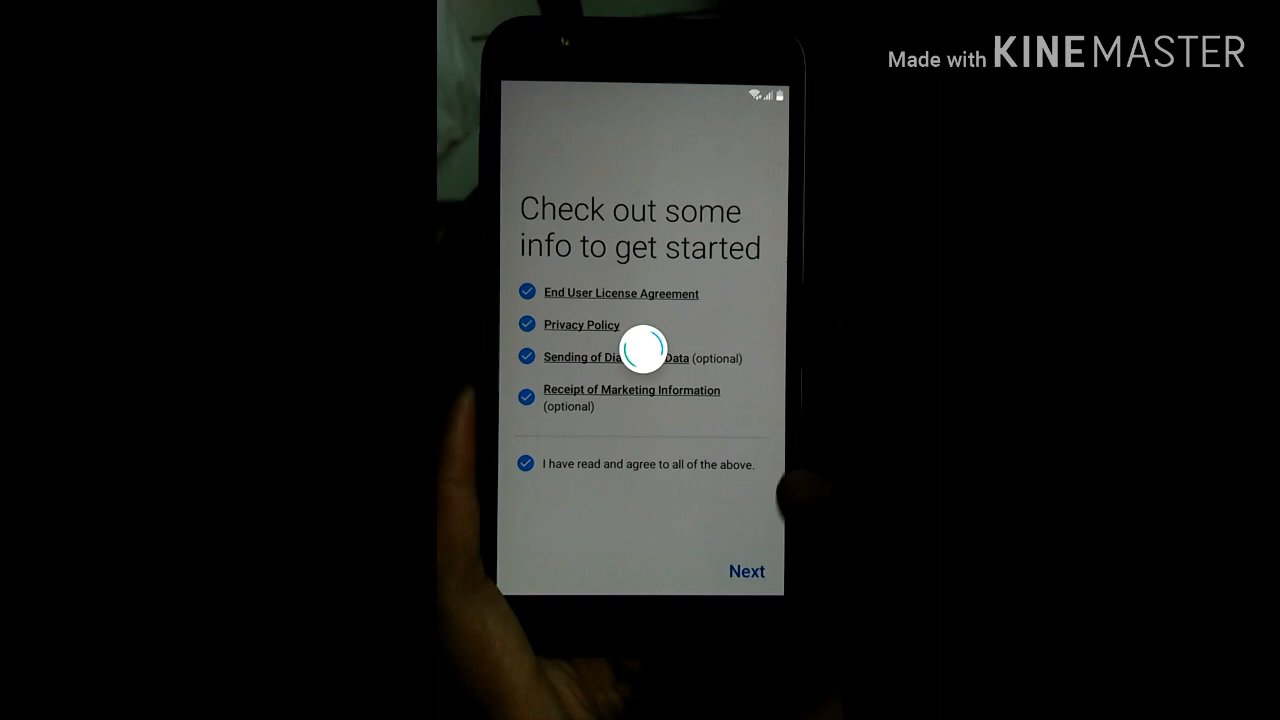 Made with KINEMASTER
Check out some
info to get started
End User License Agreement
Privacy Policy
Sending of Data (optional)
Receipt of Marketing Information
(optional)
I have read and agree to all of the above.
Next